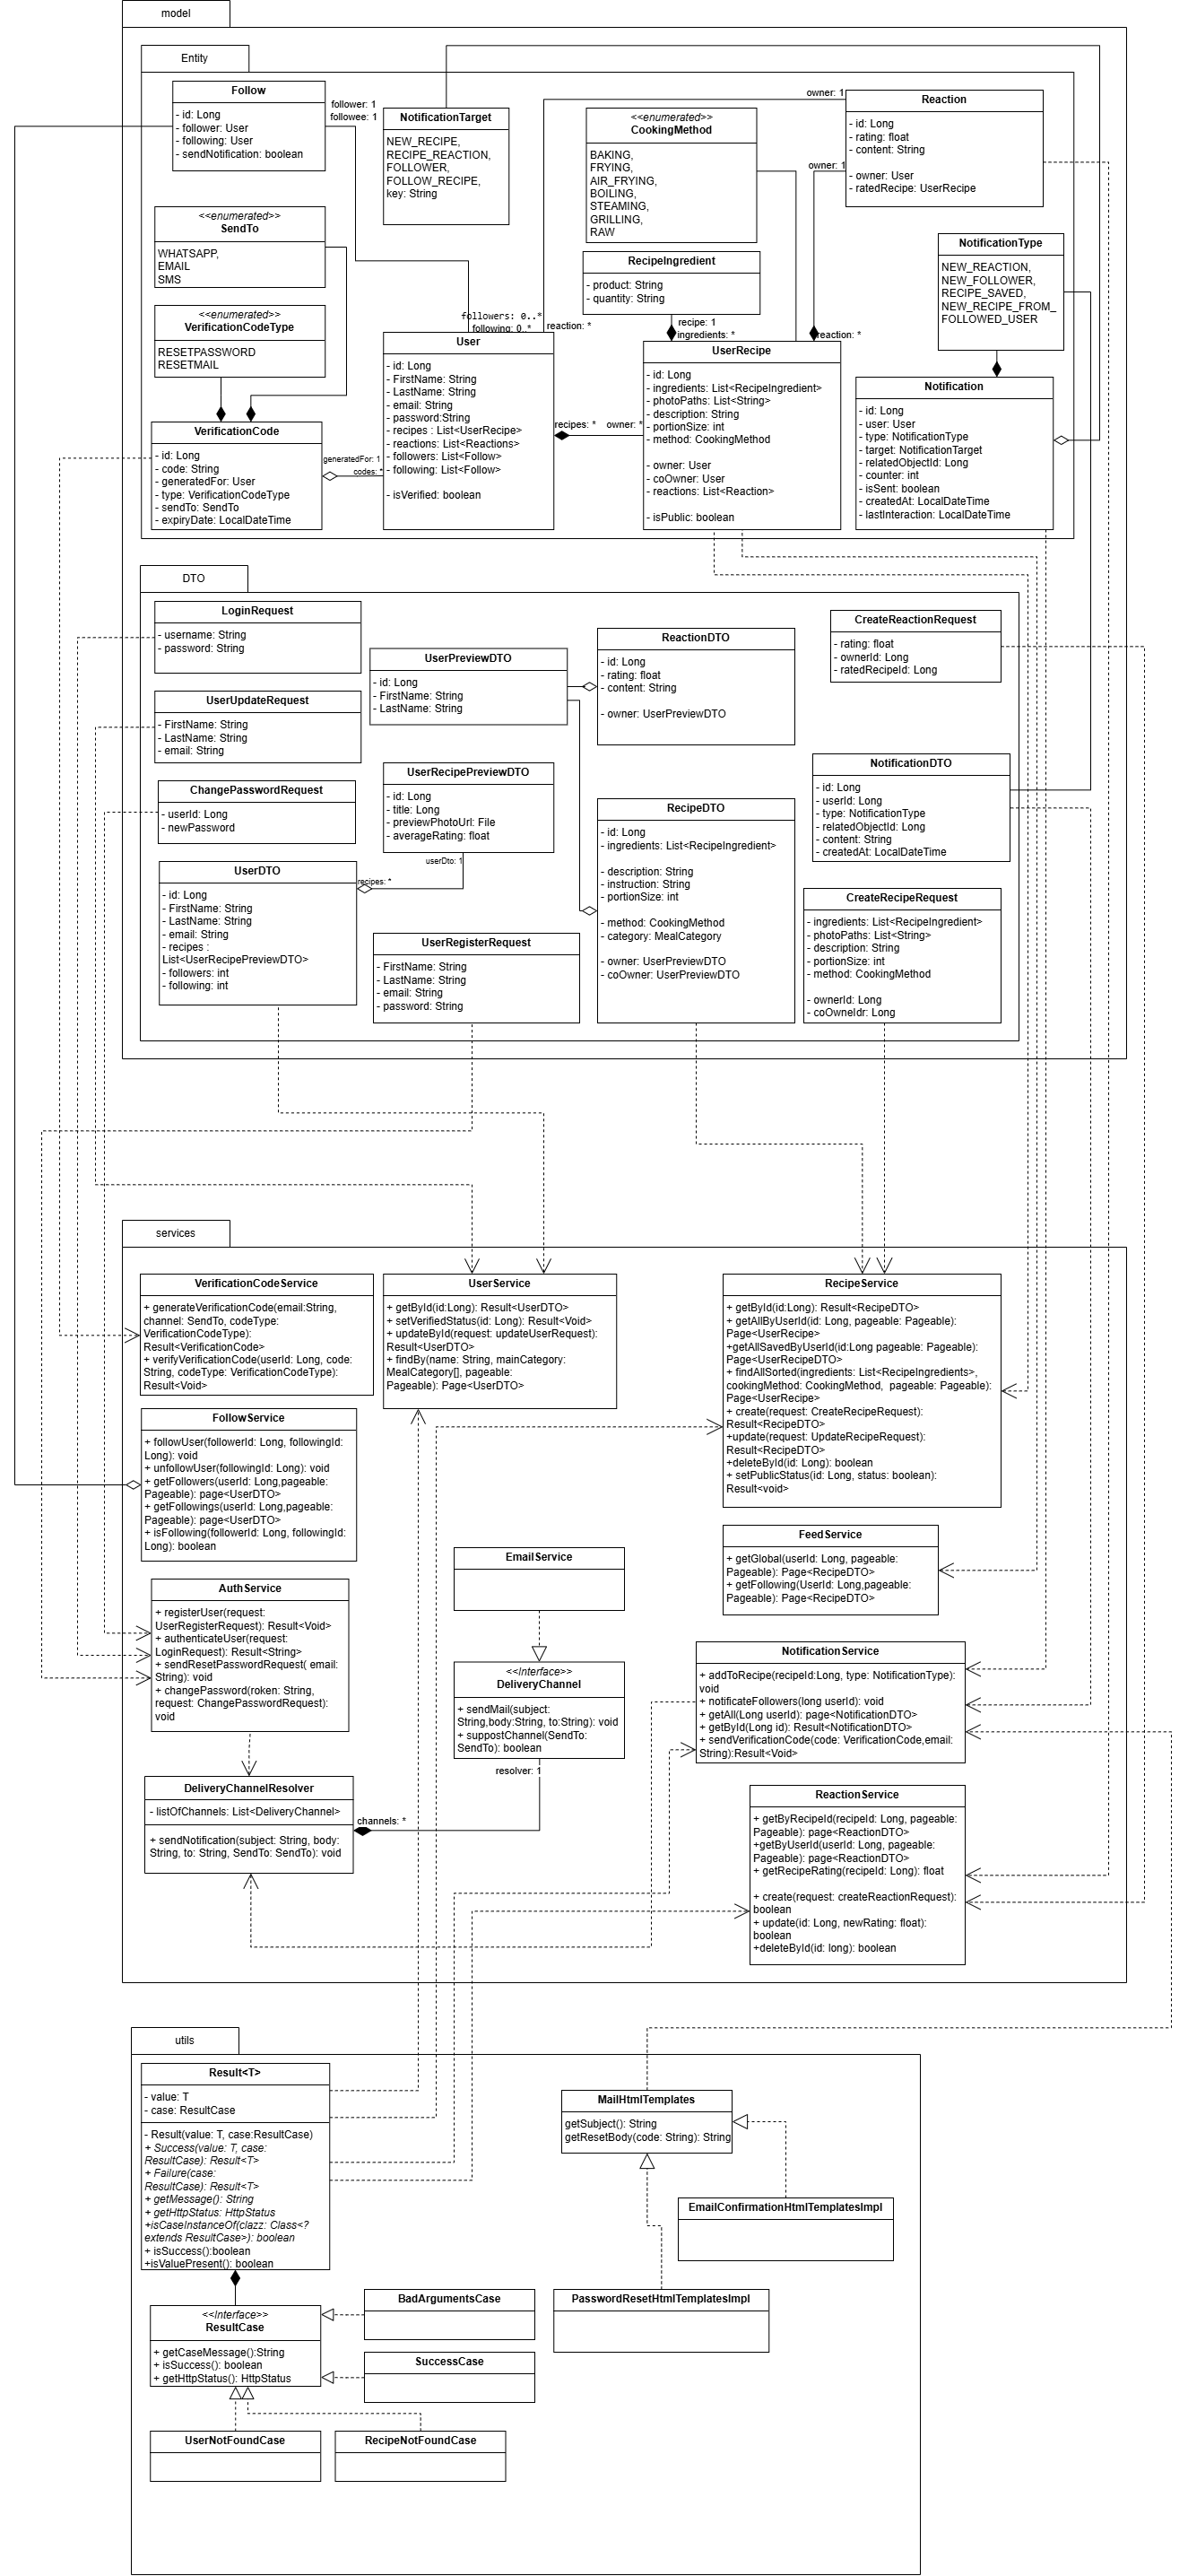 model
Entity
Follow
- id: Long
- follower: User
- following: User
- sendNotification: boolean
follower: 1
followee: 1
NotificationTarget
NEW_RECIPE,
RECIPE_REACTION,
FOLLOWER,
FOLLOW_RECIPE,
key: String
<<enumerated>>
CookingMethod
BAKING,
FRYING,
AIR_FRYING,
BOILING,
STEAMING,
GRILLING,
RAW
owner: 1
owner: 1
Reaction
- id: Long
- rating: float
- content: String
- owner: User
- ratedRecipe: UserRecipe
<<enumerated>>
SendTo
WHATSAPP,
EMAIL
SMS
NotificationType
NEW_REACTION,
NEW_FOLLOWER,
RECIPE_SAVED,
NEW_RECIPE_FROM_
FOLLOWED_USER
RecipeIngredient
- product: String
- quantity: String
<<enumerated>>
VerificationCodeType
RESETPASSWORD
RESETMAIL
followers: 0..*
following: 0..*
reaction: *
recipe: 1
ingredients: *
reaction: *
User
- id: Long
- FirstName: String
- LastName: String
- email: String
- password:String
- recipes : List<UserRecipe>
- reactions: List<Reactions>
- followers: List<Follow>
- following: List<Follow>
- isVerified: boolean
recipes: *
owner: *
UserRecipe
- id: Long
- ingredients: List<RecipeIngredient>
- photoPaths: List<String>
- description: String
- portionSize: int
- method: CookingMethod
- owner: User
- coOwner: User
- reactions: List<Reaction>
- isPublic: boolean
Notification
- id: Long
- user: User
- type: NotificationType
- target: NotificationTarget
- relatedObjectId: Long
- counter: int
- isSent: boolean
- createdAt: LocalDateTime
- lastInteraction: LocalDateTime
VerificationCode
- id: Long
- code: String
- generatedFor: User
- type: VerificationCodeType
- sendTo: SendTo
- expiryDate: LocalDateTime
generatedFor: 1
codes: *
DTO
LoginRequest
- username: String
- password: String
UserPreviewDTO
- id: Long
- FirstName: String
- LastName: String
ReactionDTO
- id: Long
- rating: float
- content: String
- owner: UserPreviewDTO
CreateReactionRequest
- rating: float
- ownerId: Long
- ratedRecipeId: Long
UserUpdateRequest
- FirstName: String
- LastName: String
- email: String
ChangePasswordRequest
- userId: Long
- newPassword
UserRecipePreviewDTO
- id: Long
- title: Long
- previewPhotoUrl: File
- averageRating: float
userDto: 1
recipes: *
RecipeDTO
- id: Long
- ingredients: List<RecipeIngredient>
- description: String
- instruction: String
- portionSize: int
- method: CookingMethod
- category: MealCategory
- owner: UserPreviewDTO
- coOwner: UserPreviewDTO
NotificationDTO
- id: Long
- userId: Long
- type: NotificationType
- relatedObjectId: Long
- content: String
- createdAt: LocalDateTime
UserDTO
- id: Long
- FirstName: String
- LastName: String
- email: String
- recipes :
List<UserRecipePreviewDTO>
- followers: int
- following: int
UserRegisterRequest
- FirstName: String
- LastName: String
- email: String
- password: String
CreateRecipeRequest
- ingredients: List<RecipeIngredient>
- photoPaths: List<String>
- description: String
- portionSize: int
- method: CookingMethod
- ownerId: Long
- coOwneIdr: Long
services
VerificationCodeService
+ generateVerificationCode(email:String,
channel: SendTo, codeType:
VerificationCodeType):
Result<VerificationCode>
+ verifyVerificationCode(userId: Long, code:
String, codeType: VerificationCodeType):
Result<Void>
UserService
+ getById(id:Long): Result<UserDTO>
+ setVerifiedStatus(id: Long): Result<Void>
+ updateById(request: updateUserRequest):
Result<UserDTO>
+ findBy(name: String, mainCategory:
MealCategory[], pageable:
Pageable): Page<UserDTO>
RecipeService
+ getById(id:Long): Result<RecipeDTO>
+ getAllByUserId(id: Long, pageable: Pageable):
Page<UserRecipe>
+getAllSavedByUserId(id:Long pageable: Pageable):
Page<UserRecipeDTO>
+ findAllSorted(ingredients: List<RecipeIngredients>,
cookingMethod: CookingMethod, pageable: Pageable):
Page<UserRecipe>
+ create(request: CreateRecipeRequest):
Result<RecipeDTO>
+update(request: UpdateRecipeRequest):
Result<RecipeDTO>
+deleteById(id: Long): boolean
+ setPublicStatus(id: Long, status: boolean):
Result<void>
FollowService
+ followUser(followerId: Long, followingId:
Long): void
+ unfollowUser(followingId: Long): void
+ getFollowers(userId: Long,pageable:
Pageable): page<UserDTO>
+ getFollowings(userId: Long,pageable:
Pageable): page<UserDTO>
+ isFollowing(followerId: Long, followingId:
Long): boolean
FeedService
+ getGlobal(userId: Long, pageable:
Pageable): Page<RecipeDTO>
+ getFollowing(UserId: Long,pageable:
Pageable): Page<RecipeDTO>
EmailService
AuthService
+ registerUser(request:
UserRegisterRequest): Result<Void>
+ authenticateUser(request:
LoginRequest): Result<String>
+ sendResetPasswordRequest( email:
String): void
+ changePassword(roken: String,
request: ChangePasswordRequest):
void
<<Interface>>
DeliveryChannel
+ sendMail(subject:
String,body:String, to:String): void
+ suppostChannel(SendTo:
SendTo): boolean
resolver: 1
NotificationService
+ addToRecipe(recipeId:Long, type: NotificationType):
void
+ notificateFollowers(long userId): void
+ getAll(Long userId): page<NotificationDTO>
+ getById(Long id): Result<NotificationDTO>
+ sendVerificationCode(code: VerificationCode,email:
String):Result<Void>
DeliveryChannelResolver
- listOfChannels: List<DeliveryChannel>
+ sendNotification(subject: String, body:
String, to: String, SendTo: SendTo): void
channels: *
ReactionService
+ getByRecipeId(recipeId: Long, pageable:
Pageable): page<ReactionDTO>
+getByUserId(userId: Long, pageable:
Pageable): page<ReactionDTO>
+ getRecipeRating(recipeId: Long): float
+ create(request: createReactionRequest):
boolean
+ update(id: Long, newRating: float):
boolean
+deleteById(id: long): boolean
utils
Result<T>
- value: T
- case: ResultCase
- Result(value: T, case:ResultCase)
+ Success(value: T, case:
ResultCase): Result<T>
+ Failure(case:
ResultCase): Result<T>
+ getMessage(): String
+ getHttpStatus: HttpStatus
+isCaseInstanceOf(clazz: Class<?
extends ResultCase>): boolean
+ isSuccess():boolean
+isValuePresent(): boolean
MailHtmlTemplates
getSubject(): String
getResetBody(code: String): String
EmailConfirmationHtmlTemplatesImpl
PasswordResetHtmlTemplatesImpl
<<Interface>>
ResultCase
+ getCaseMessage():String
+ isSuccess(): boolean
+ getHttpStatus(): HttpStatus
BadArgumentsCase
SuccessCase
UserNotFoundCase
RecipeNotFoundCase